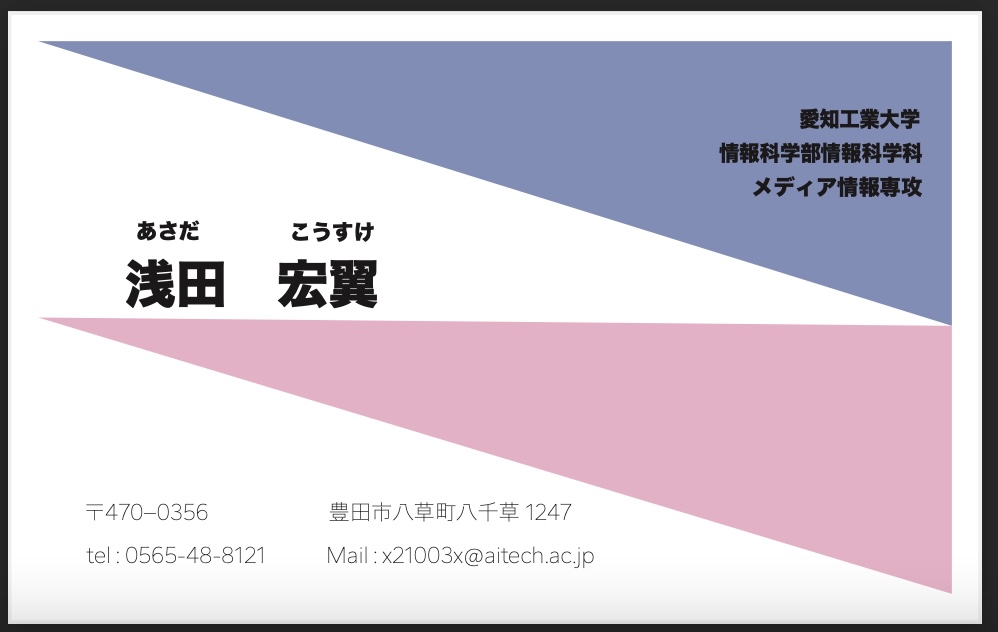 愛知工業大学
情報科学部情報科学科
メディア情報専攻
あさだ　こうすけ
浅田　宏翼
〒470–0356　豊田市八草町八千草 1247
tel : 0565-48-8121　Mail : x21003x@aitech.ac.jp